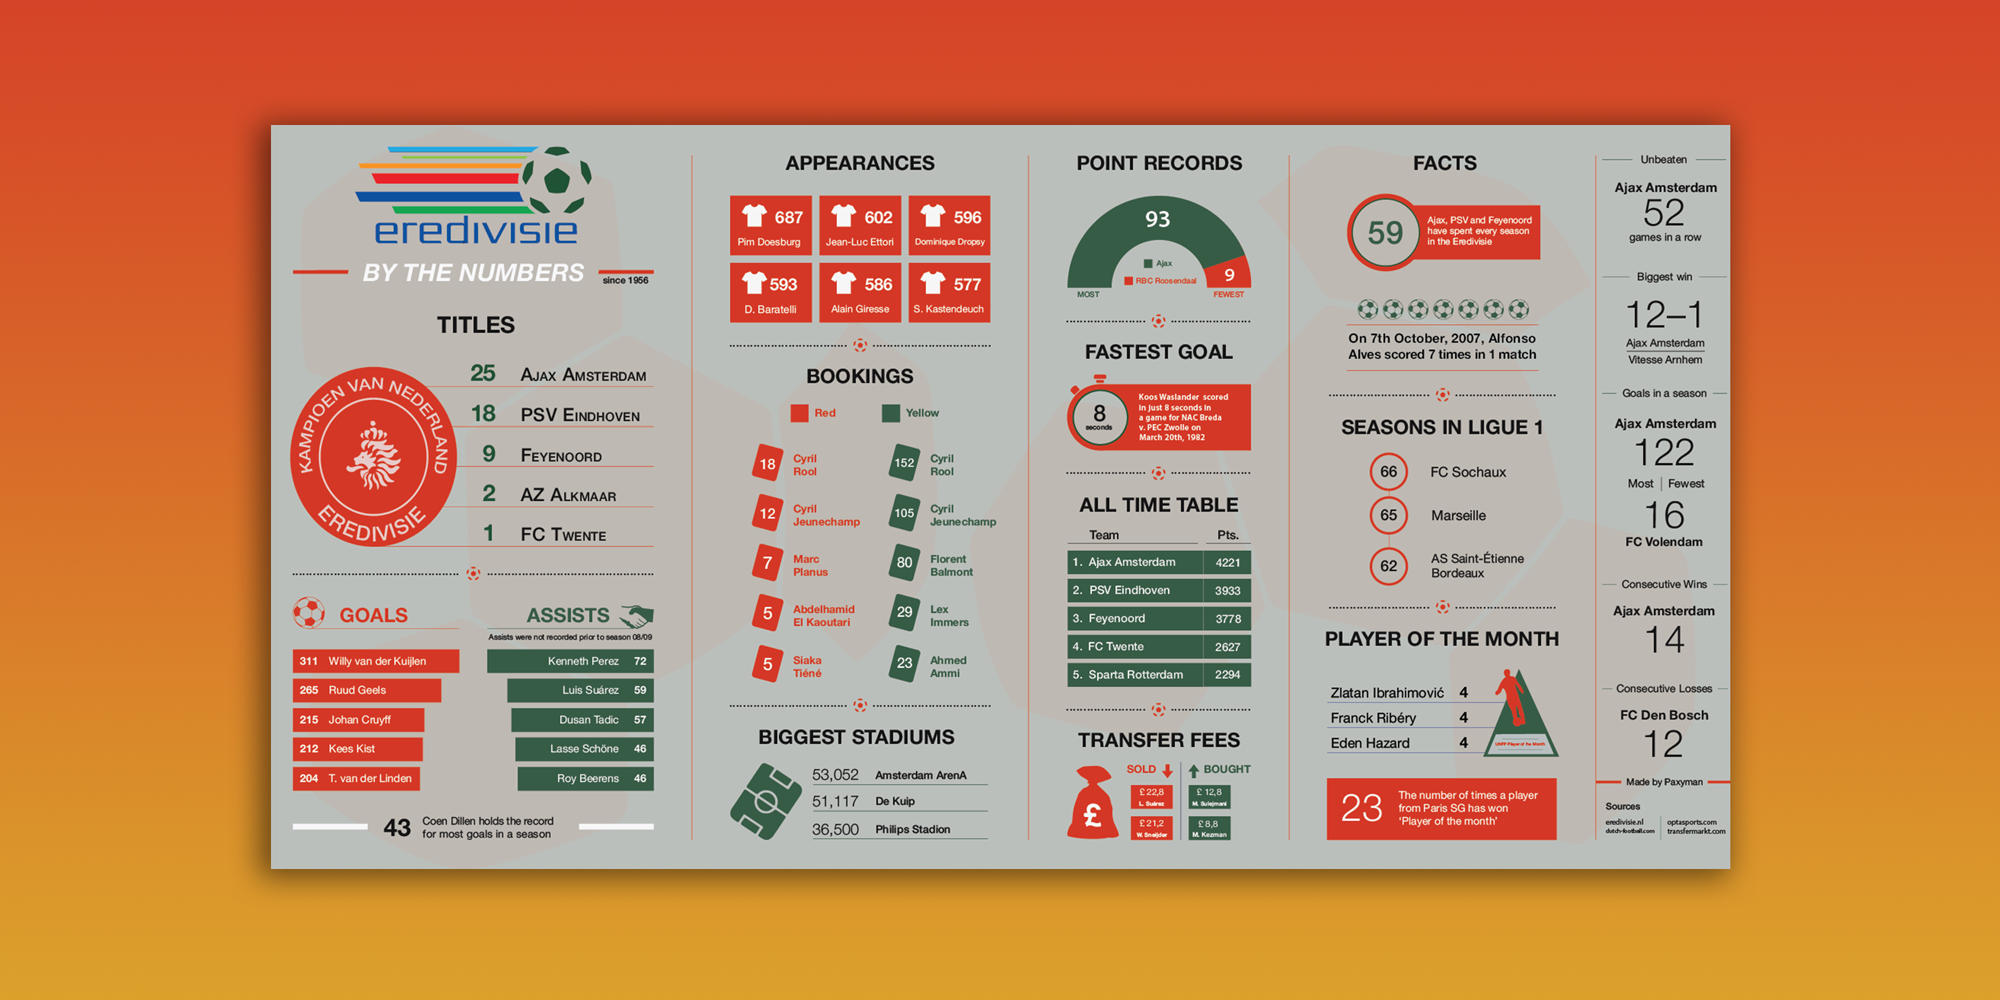 eredivisie
BY THE NUMBERS
since 1956
TITLES
KAMPIOEN VAN NEDERLAND
EREDIVISIE
25 AJAX AMSTERDAM
18 PSV EINDHOVEN
9 FEYENOORD
2 AZ ALKMAAR
1 FC TWENTE
GOALS
311 Willy van der Kuijlen
265 Ruud Geels
215 Johan Cruyff
212 Kees Kist
204 T. van der Linden
ASSISTS
Assists were not recorded prior to season 08/09
Kenneth Perez 72
Luis Suárez 59
Dusan Tadic 57
Lasse Schöne 46
Roy Beerens 46
43 Coen Dillen holds the record
for most goals in a season
APPEARANCES
687
Pim Doesburg
602
Jean-Luc Ettori
596
Dominique Dropsy
593
D. Baratelli
586
Alain Giresse
577
S. Kastendeuch
BOOKINGS
Red
Yellow
18 Cyril
Rool
152 Cyril
Rool
12 Cyril
Jeunechamp
105 Cyril
Jeunechamp
7 Marc
Planus
80 Florent
Balmont
5 Abdelhamid
El Kaoutari
29 Lex
Immers
5 Siaka
Tiéné
23 Ahmed
Ammi
BIGGEST STADIUMS
53,052 Amsterdam ArenA
51,117 De Kuip
36,500 Philips Stadion
POINT RECORDS
93
Ajax
RBC Roosendaal
9
MOST
FEWEST
FASTEST GOAL
8
seconds
Koos Waslander scored
in just 8 seconds in
a game for NAC Breda
v. PEC Zwolle on
March 20th, 1982
ALL TIME TABLE
Team Pts.
1. Ajax Amsterdam 4221
2. PSV Eindhoven 3933
3. Feyenoord 3778
4. FC Twente 2627
5. Sparta Rotterdam 2294
TRANSFER FEES
SOLD
BOUGHT
£
£ 22,8
L. Suárez
£ 12,8
M. Sulejmani
£ 21,2
W. Sneijder
£ 8,8
M. Kezman
FACTS
59
Ajax, PSV and Feyenoord
have spent every season
in the Eredivisie
On 7th October, 2007, Alfonso
Alves scored 7 times in 1 match
SEASONS IN LIGUE 1
66 FC Sochaux
65 Marseille
62 AS Saint-Étienne
Bordeaux
PLAYER OF THE MONTH
Zlatan Ibrahimović 4
Franck Ribéry 4
Eden Hazard 4
UNFP Player of the Month
23
The number of times a player
from Paris SG has won
'Player of the month'
Unbeaten
Ajax Amsterdam
52
games in a row
Biggest win
12–1
Ajax Amsterdam
Vitesse Arnhem
Goals in a season
Ajax Amsterdam
122
Most | Fewest
16
FC Volendam
Consecutive Wins
Ajax Amsterdam
14
Consecutive Losses
FC Den Bosch
12
Made by Paxyman
Sources
eredivisie.nl
dutch-football.com
optasports.com
transfermarkt.com